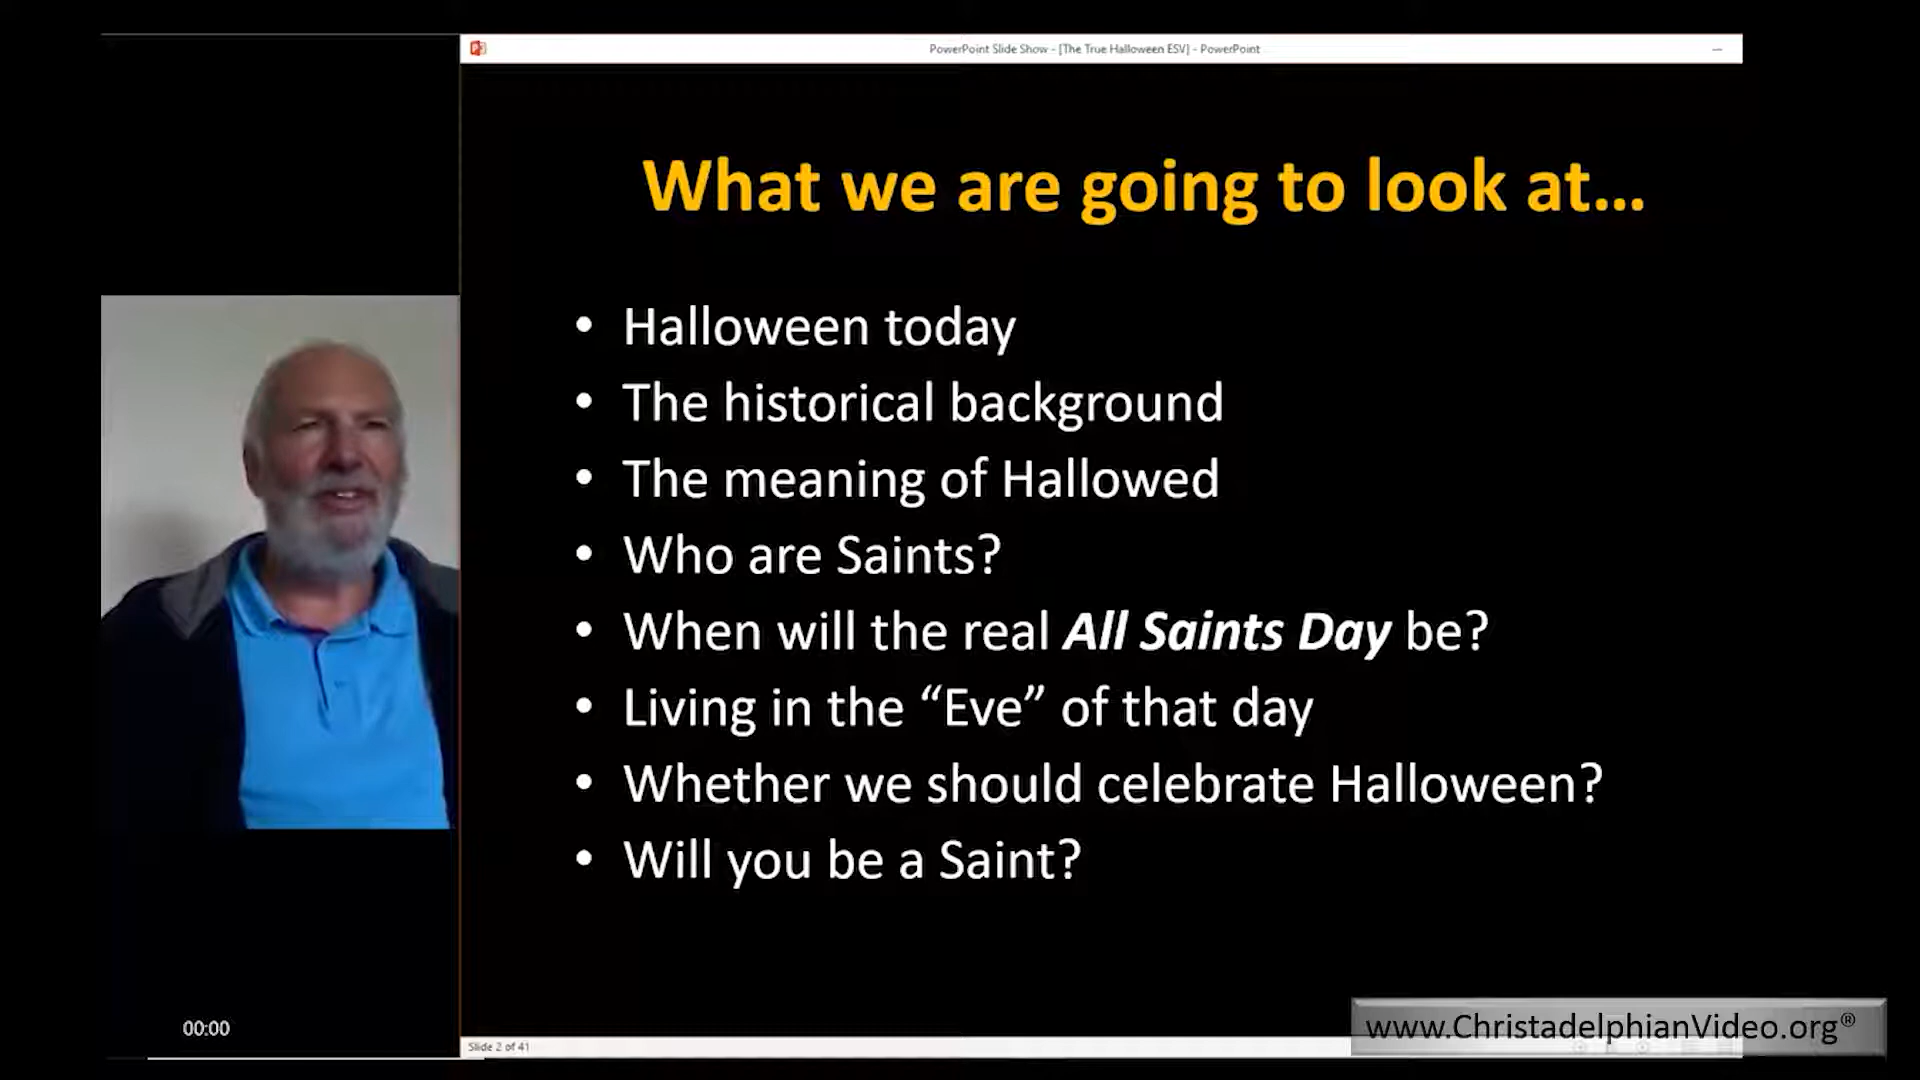 PowerPoint Slide Show - [The True Halloween ESV] - PowerPoint
What we are going to look at...
• Halloween today
• The historical background
• The meaning of Hallowed
• Who are Saints?
• When will the real All Saints Day be?
• Living in the “Eve” of that day
• Whether we should celebrate Halloween?
• Will you be a Saint?
00:00
Slide 2 of 41
www.ChristadelphianVideo.org®